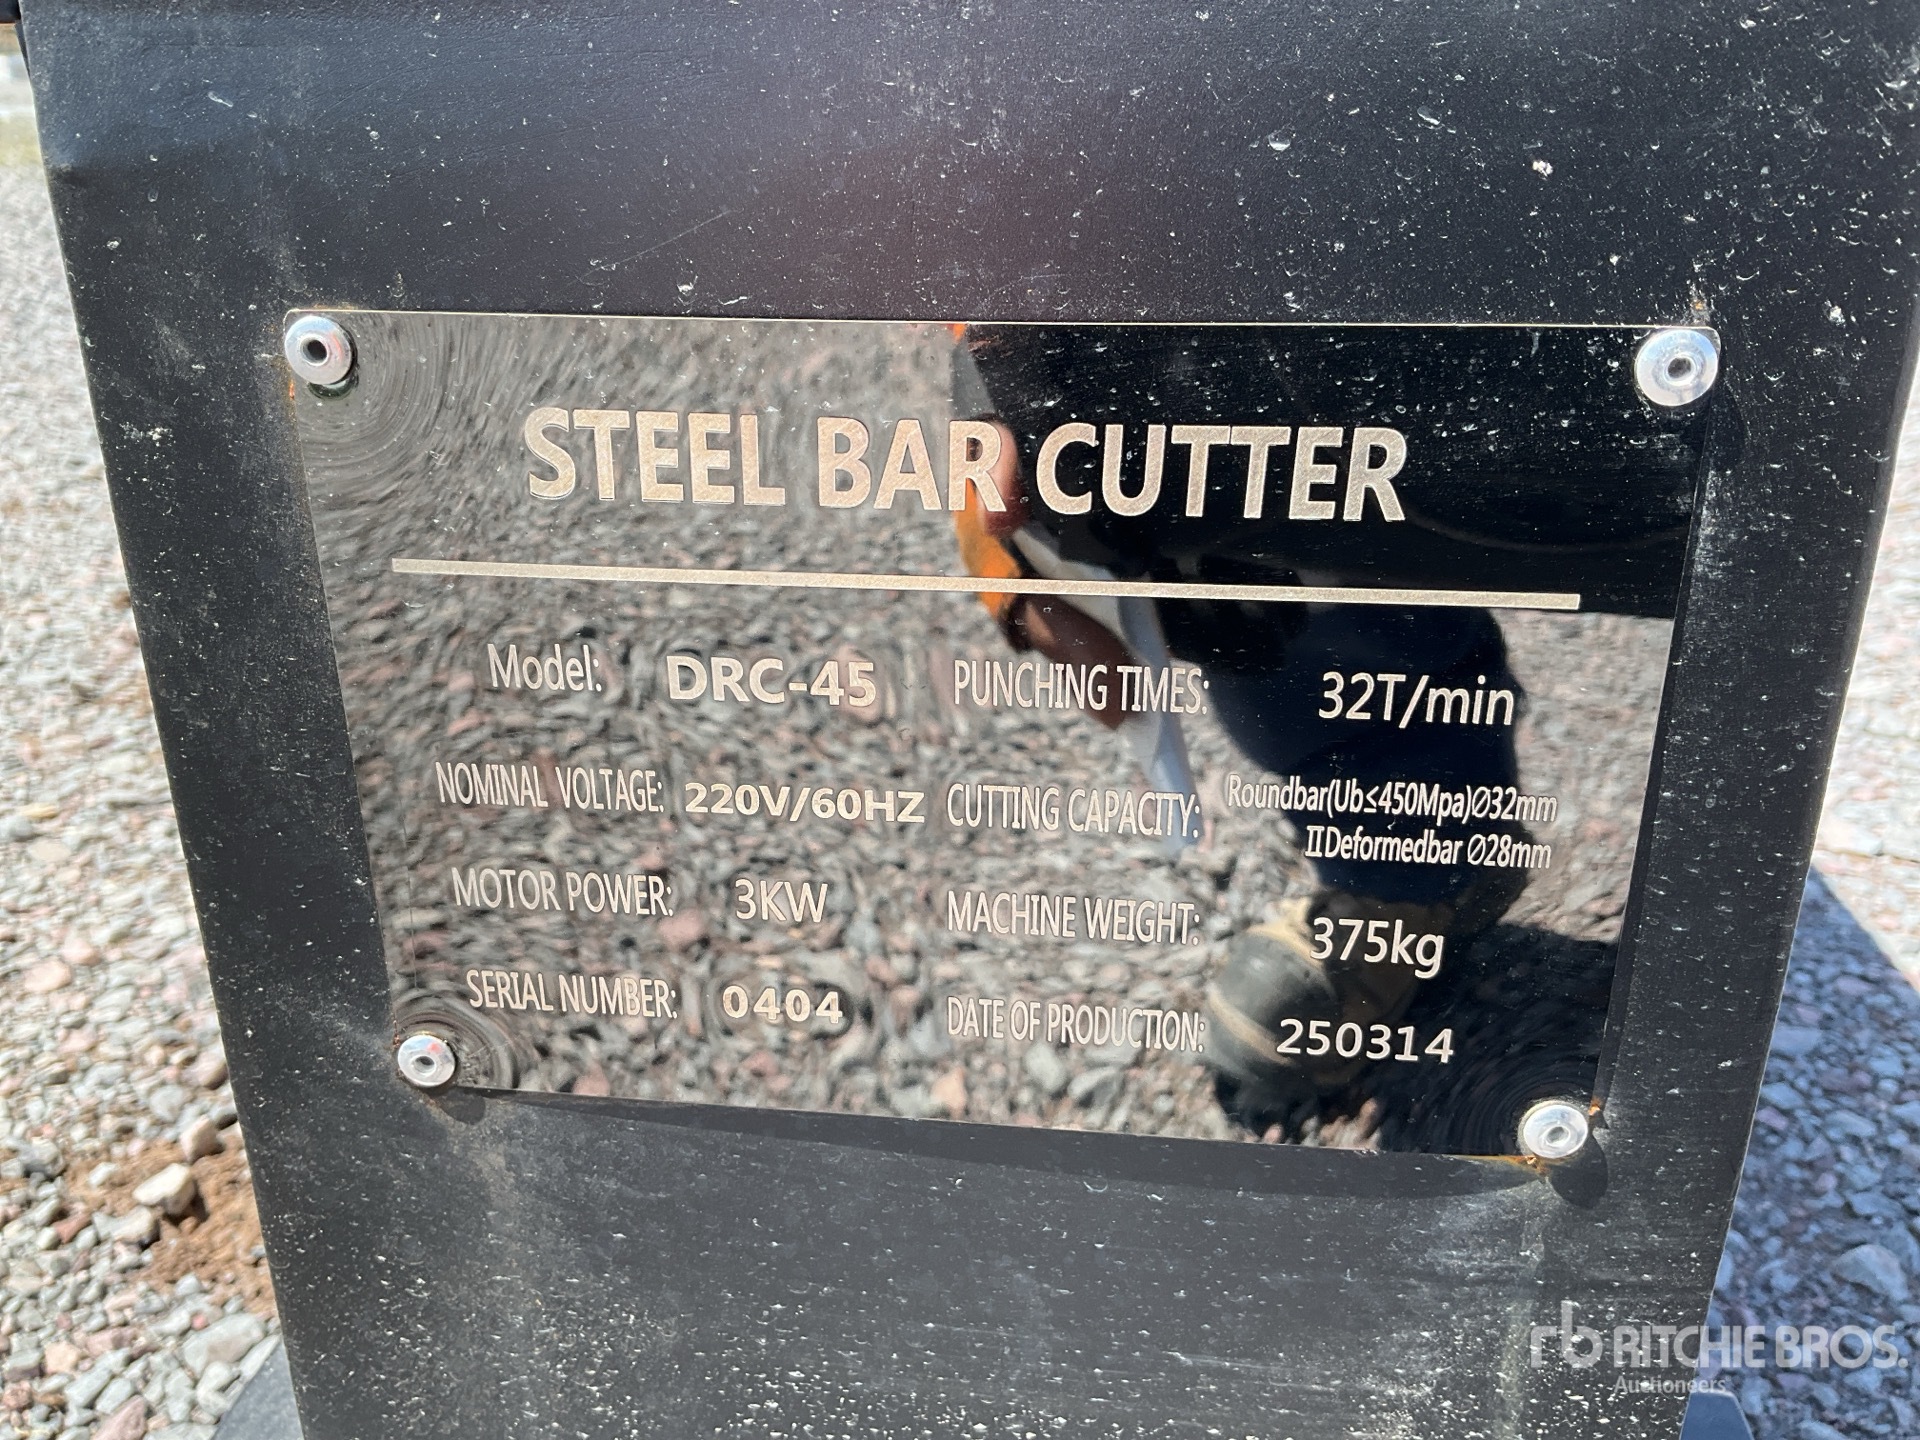 STEEL BAR CUTTER
Model: DRC-45 PUNCHING TIMES: 32T/min
NOMINAL VOLTAGE: 220V/60HZ CUTTING CAPACITY: Roundbar(Ub≤450Mpa)Ø32mm
IIDeformedbar Ø28mm
MOTOR POWER: 3KW MACHINE WEIGHT: 375kg
SERIAL NUMBER: 0404 DATE OF PRODUCTION: 250314
rb RITCHIE BROS.
Auctioneers